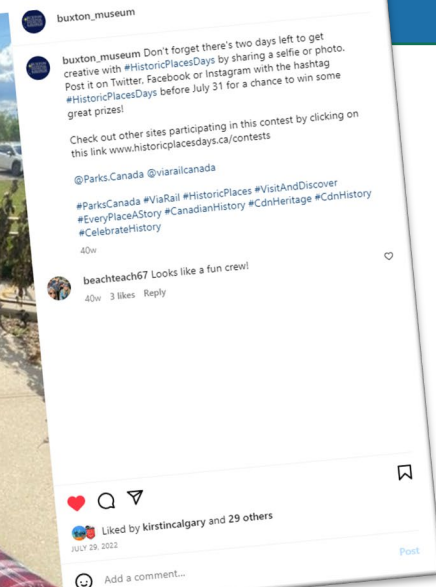 buxton_museum
buxton_museum Don't forget there's two days left to get
creative with #HistoricPlacesDays by sharing a selfie or photo.
Post it on Twitter, Facebook or Instagram with the hashtag
#HistoricPlacesDays before July 31 for a chance to win some
great prizes!
Check out other sites participating in this contest by clicking on
this link www.historicplacesdays.ca/contests
@Parks.Canada @viarailcanada
#ParksCanada #ViaRail #HistoricPlaces #VisitAndDiscover
#EveryPlaceAStory #CanadianHistory #CdnHeritage #CdnHistory
#CelebrateHistory
40w
beachteach67 Looks like a fun crew!
40w 3 likes Reply
Liked by kirstincalgary and 29 others
JULY 29, 2022
Add a comment...
Post